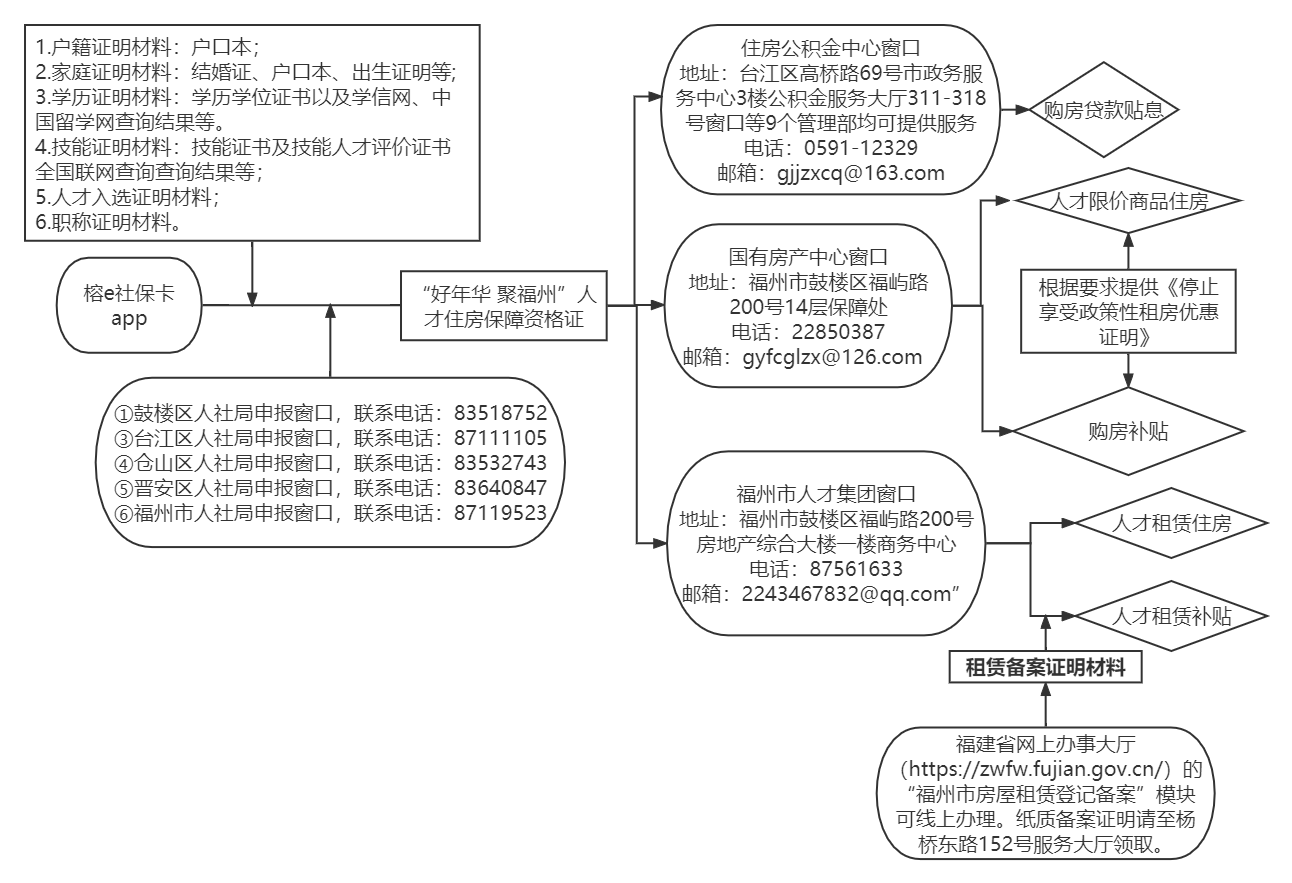 1.户籍证明材料：户口本；
2.家庭证明材料：结婚证、户口本、出生证明等;
3.学历证明材料：学历学位证书以及学信网、中
国留学网查询结果等。
4.技能证明材料：技能证书及技能人才评价证书
全国联网查询查询结果等；
5.人才入选证明材料；
6.职称证明材料。
榕e社保卡
app
①鼓楼区人社局申报窗口，联系电话：83518752
③台江区人社局申报窗口，联系电话：87111105
④仓山区人社局申报窗口，联系电话：83532743
⑤晋安区人社局申报窗口，联系电话：83640847
⑥福州市人社局申报窗口，联系电话：87119523
“好年华 聚福州”人
才住房保障资格证
住房公积金中心窗口
地址：台江区高桥路69号市政务服
务中心3楼公积金服务大厅311-318
号窗口等9个管理部均可提供服务
电话：0591-12329
邮箱：gjjzxcq@163.com
购房贷款贴息
国有房产中心窗口
地址：福州市鼓楼区福屿路
200号14层保障处
电话：22850387
邮箱：gyfcglzx@126.com
人才限价商品住房
根据要求提供《停止
享受政策性租房优惠
证明》
购房补贴
福州市人才集团窗口
地址：福州市鼓楼区福屿路200号
房地产综合大楼一楼商务中心
电话：87561633
邮箱：2243467832@qq.com”
人才租赁住房
人才租赁补贴
租赁备案证明材料
福建省网上办事大厅
（https://zwfw.fujian.gov.cn/）的
“福州市房屋租赁登记备案”模块
可线上办理。纸质备案证明请至杨
桥东路152号服务大厅领取。